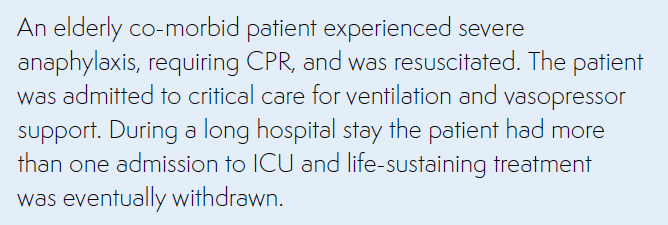 An elderly co-morbid patient experienced severe
anaphylaxis, requiring CPR, and was resuscitated. The patient
was admitted to critical care for ventilation and vasopressor
support. During a long hospital stay the patient had more
than one admission to ICU and life-sustaining treatment
was eventually withdrawn.